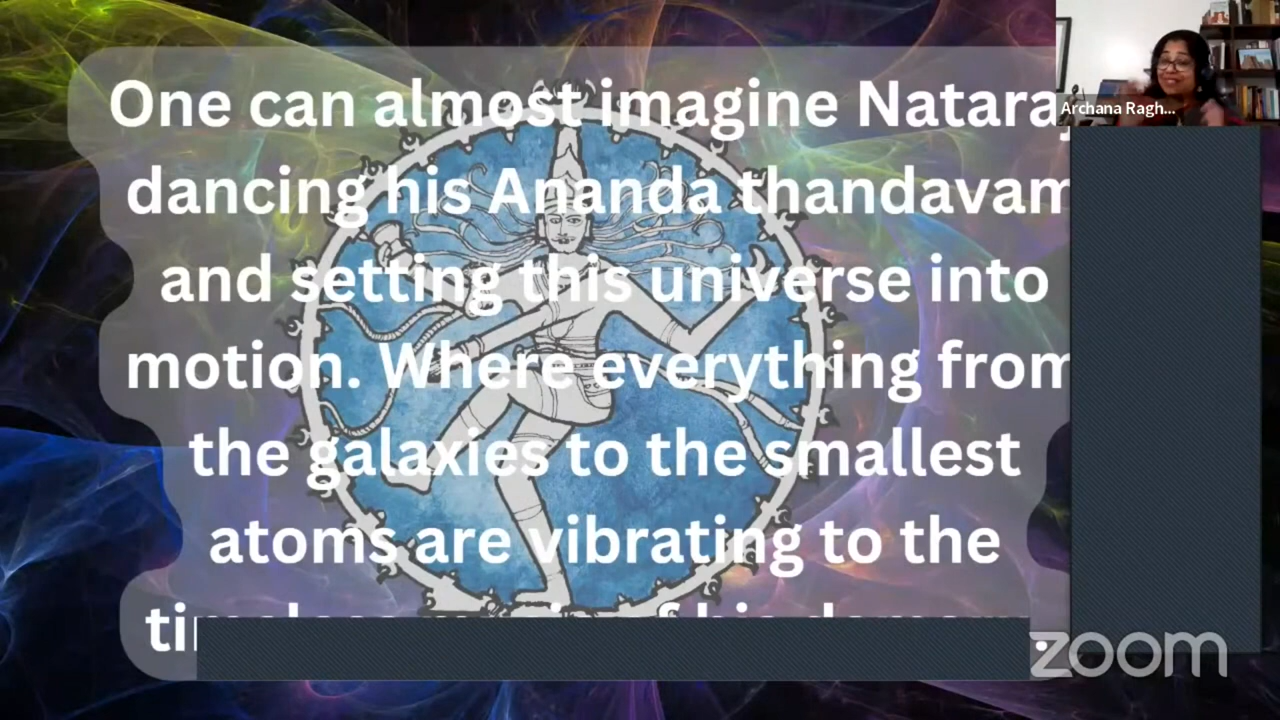 One can almost imagine Nataraj
dancing his Ananda thandavam
and setting this universe into
motion. Where everything from
the galaxies to the smallest
atoms are vibrating to the
Archana Ragh...
zoom